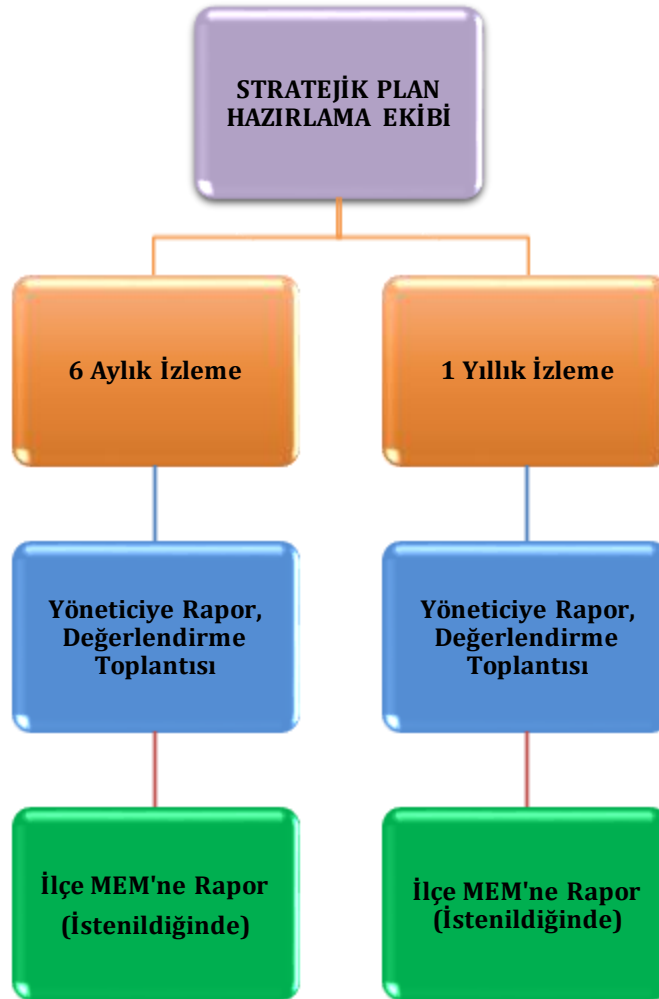 STRATEJİK PLAN
HAZIRLAMA EKİBİ
6 Aylık İzleme
1 Yıllık İzleme
Yöneticiye Rapor,
Değerlendirme
Toplantısı
Yöneticiye Rapor,
Değerlendirme
Toplantısı
İlçe MEM'ne Rapor
(İstenildiğinde)
İlçe MEM'ne Rapor
(İstenildiğinde)